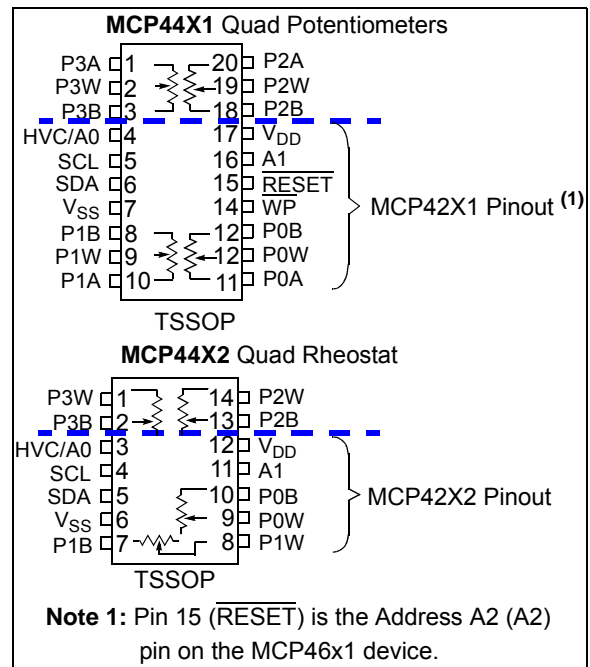 MCP44X1 Quad Potentiometers
P3A 1 20 P2A
P3W 2 19 P2W
P3B 3 18 P2B
HVC/A0 4 17 VDD
SCL 5 16 A1
SDA 6 15 RESET
VSS 7 14 WP
P1B 8 12 P0B
P1W 9 12 P0W
P1A 10 11 P0A
MCP42X1 Pinout (1)
TSSOP
MCP44X2 Quad Rheostat
P3W 1 14 P2W
P3B 2 13 P2B
HVC/A0 3 12 VDD
SCL 4 11 A1
SDA 5 10 P0B
VSS 6 9 P0W
P1B 7 8 P1W
MCP42X2 Pinout
TSSOP
Note 1: Pin 15 (RESET) is the Address A2 (A2)
pin on the MCP46x1 device.